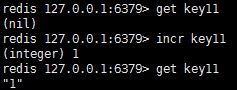 redis 127.0.0.1:6379> get key11
(nil)
redis 127.0.0.1:6379> incr key11
(integer) 1
redis 127.0.0.1:6379> get key11
"1"